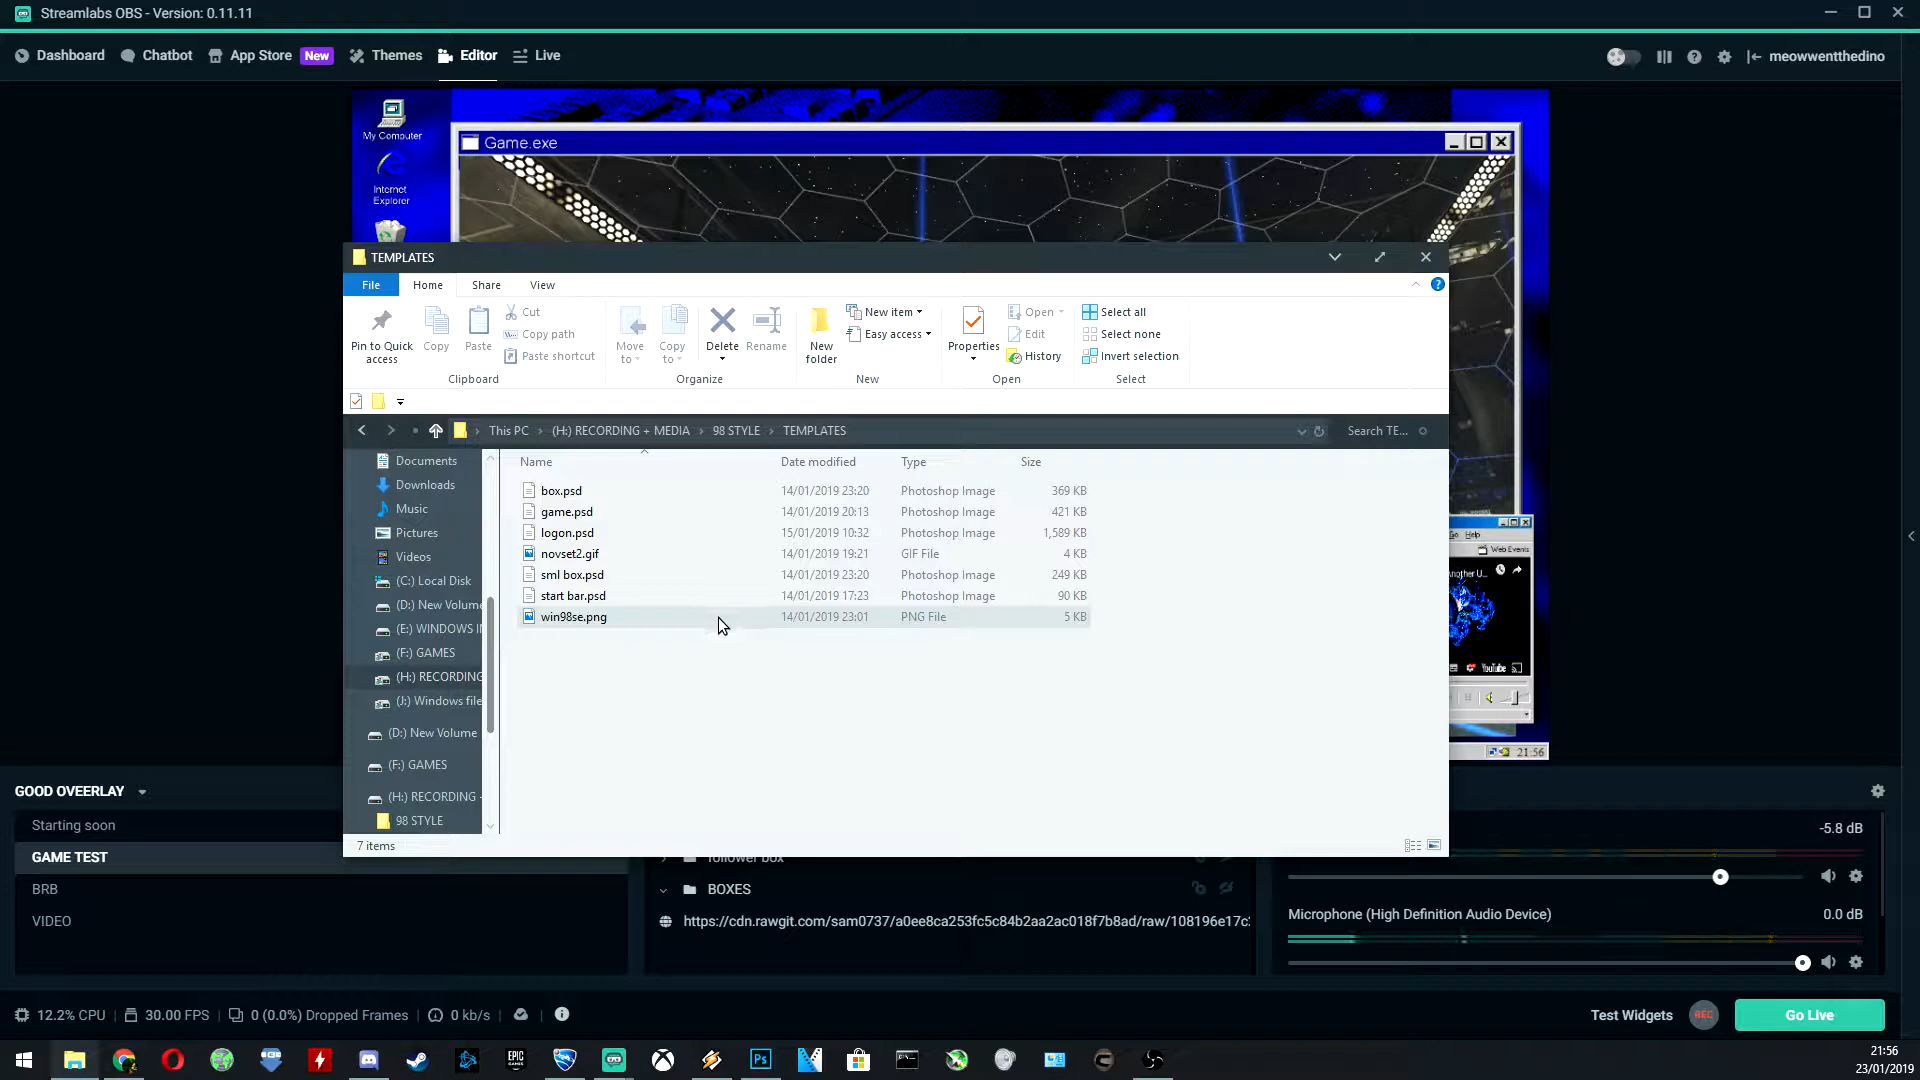 Streamlabs OBS - Version: 0.11.11
Dashboard Chatbot App Store New Themes Editor Live meowwentthedino
My Computer
Internet
Explorer
Game.exe
TEMPLATES
File Home Share View
Pin to Quick
access
Copy
Paste
Cut
Copy path
Paste shortcut
Clipboard
Move
to
Copy
to
Delete
Rename
Organize
New
folder
New item
Easy access
New
Properties
Open
Edit
History
Open
Select all
Select none
Invert selection
Select
This PC (H:) RECORDING + MEDIA 98 STYLE TEMPLATES
Search TE...
Documents
Downloads
Music
Pictures
Videos
(C:) Local Disk
(D:) New Volume
(E:) WINDOWS I
(F:) GAMES
(H:) RECORDING
(J:) Windows file
(D:) New Volume
(F:) GAMES
(H:) RECORDING
98 STYLE
Name Date modified Type Size
box.psd 14/01/2019 23:20 Photoshop Image 369 KB
game.psd 14/01/2019 20:13 Photoshop Image 421 KB
logon.psd 15/01/2019 10:32 Photoshop Image 1,589 KB
novset2.gif 14/01/2019 19:21 GIF File 4 KB
sml box.psd 14/01/2019 23:20 Photoshop Image 249 KB
start bar.psd 14/01/2019 17:23 Photoshop Image 90 KB
win98se.png 14/01/2019 23:01 PNG File 5 KB
7 items
Go Help
Web Events
nother U...
YouTube
21:56
GOOD OVEERLAY
Starting soon
GAME TEST
BRB
VIDEO
follower box
BOXES
https://cdn.rawgit.com/sam0737/a0ee8ca253fc5c84b2aa2ac018f7b8ad/raw/108196e17c
-5.8 dB
Microphone (High Definition Audio Device) 0.0 dB
12.2% CPU 30.00 FPS 0 (0.0%) Dropped Frames 0 kb/s
Test Widgets REC Go Live
EPIC
GAMES
Ps
21:56
23/01/2019